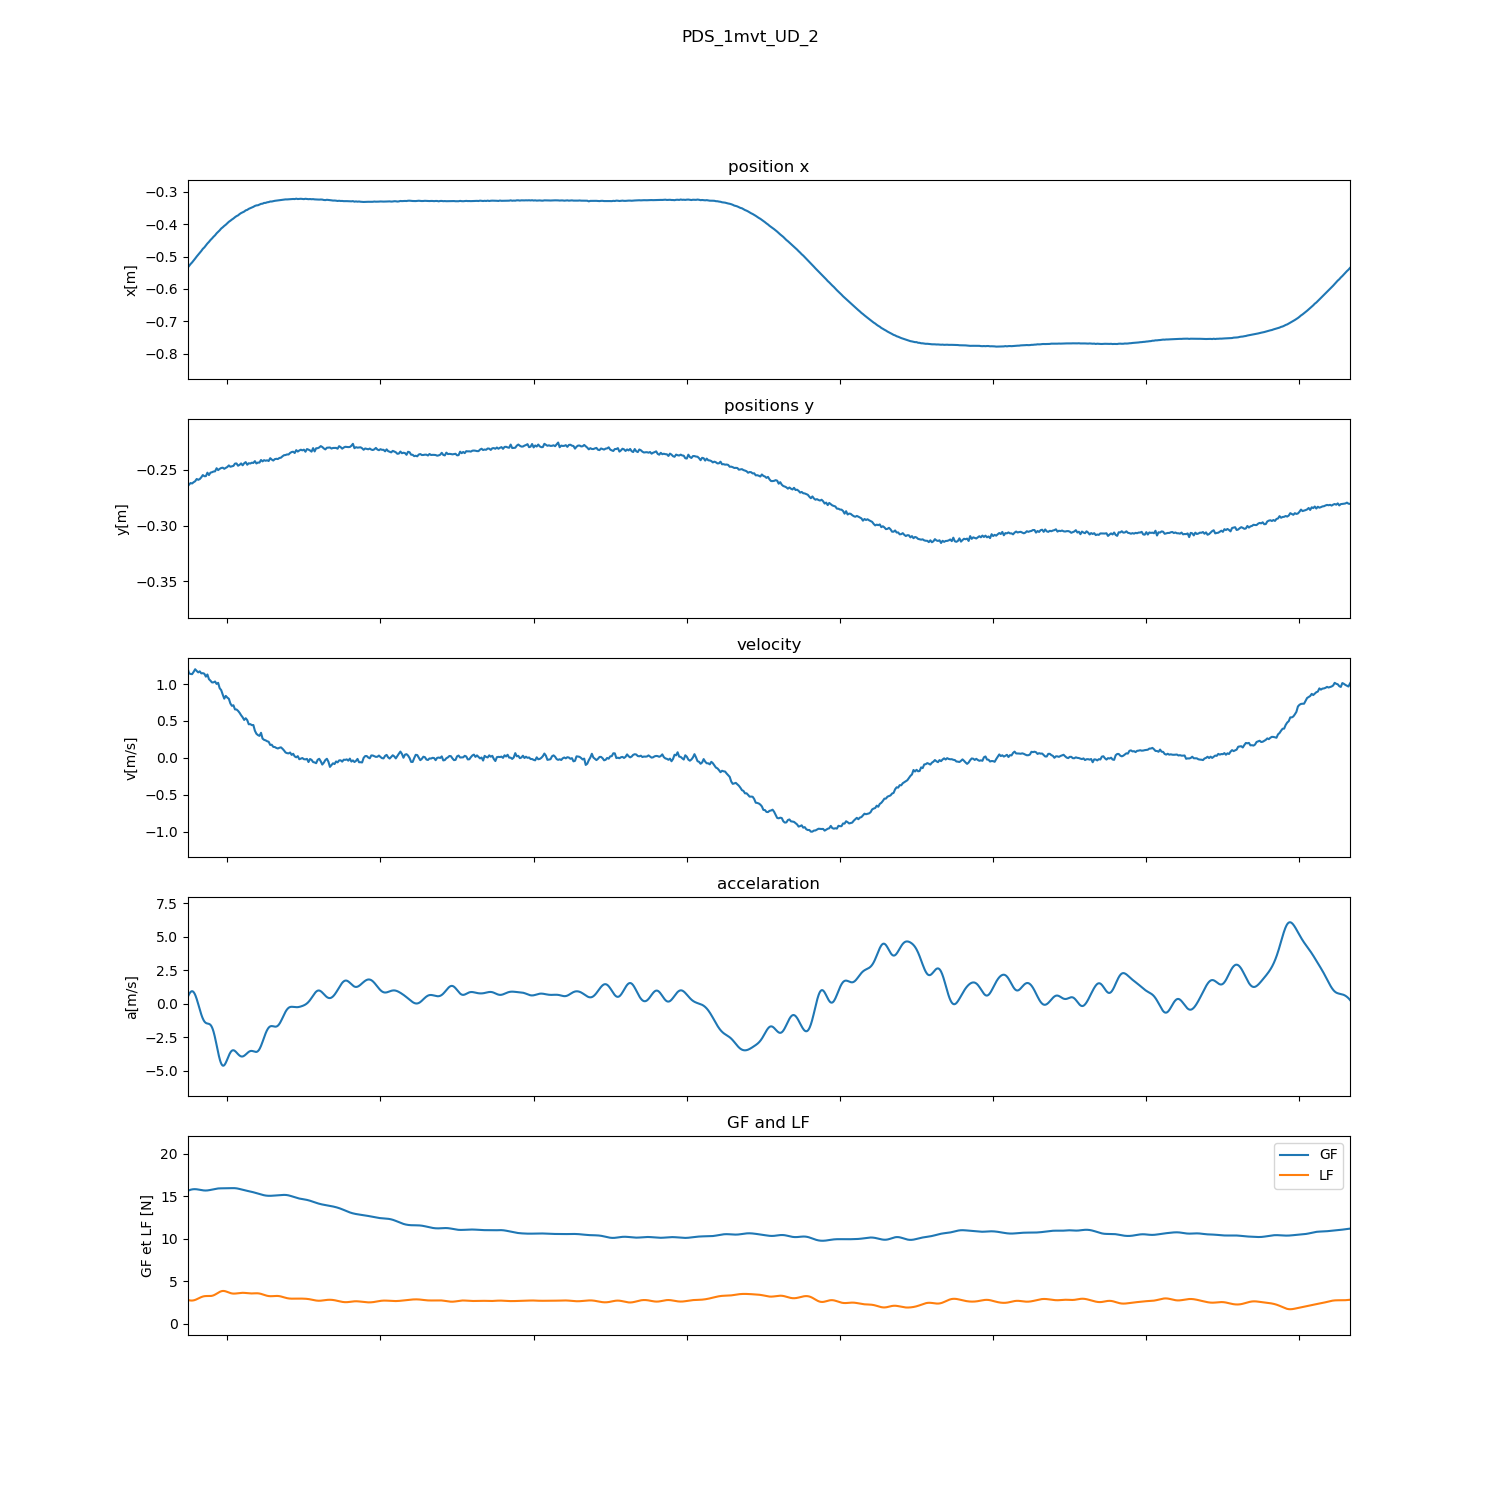 PDS_1mvt_UD_2
position x
−0.3
−0.4
−0.5
−0.6
−0.7
−0.8
x[m]
positions y
−0.25
−0.30
−0.35
y[m]
velocity
1.0
0.5
0.0
−0.5
−1.0
v[m/s]
accelaration
7.5
5.0
2.5
0.0
−2.5
−5.0
a[m/s]
GF and LF
20
15
10
5
0
GF et LF [N]
GF
LF